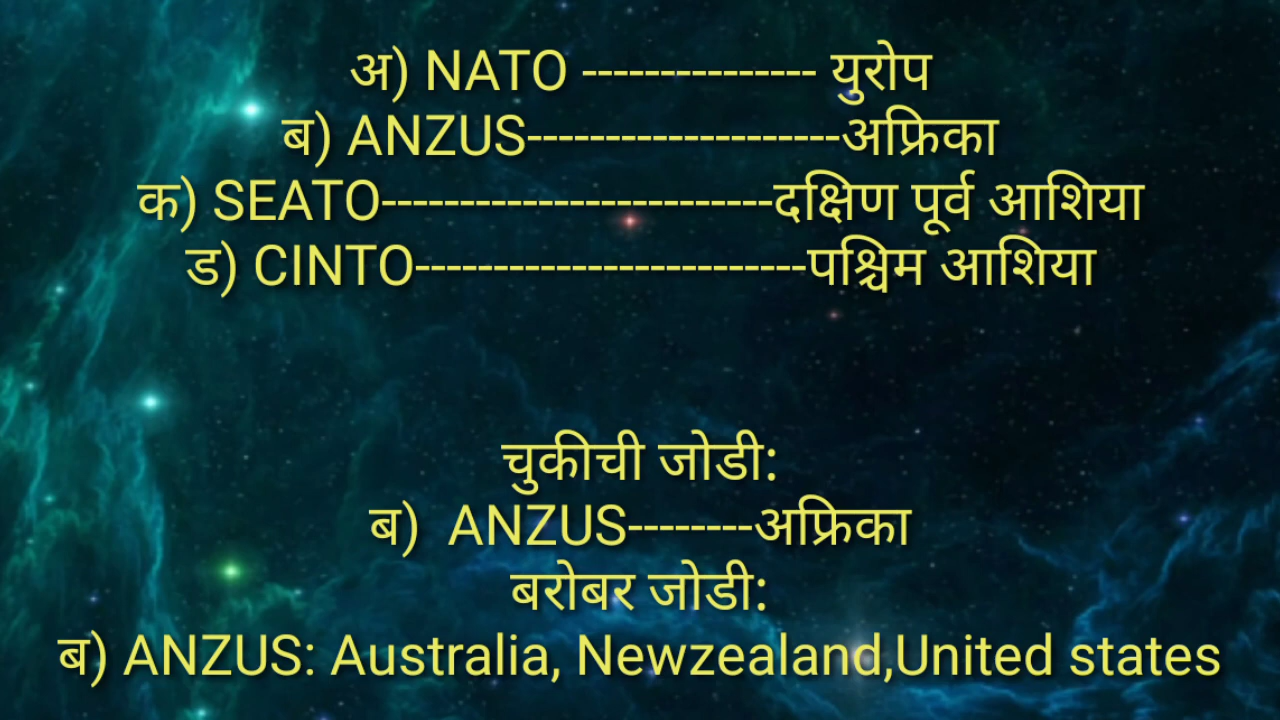 अ) NATO --------------- युरोप
ब) ANZUS--------------------अफ्रिका
क) SEATO-------------------------दक्षिण पूर्व आशिया
ड) CINTO-------------------------पश्चिम आशिया
चुकीची जोडी:
ब)  ANZUS--------अफ्रिका
बरोबर जोडी:
ब) ANZUS: Australia, Newzealand,United states